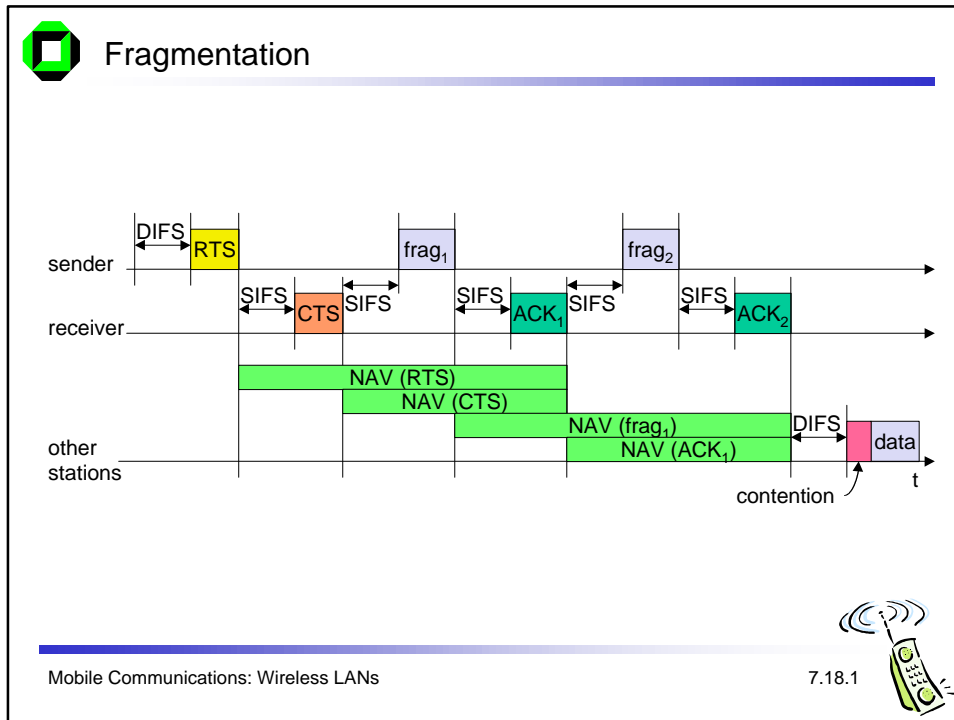 Fragmentation
DIFS
RTS
frag₁
frag₂
sender
SIFS
CTS
SIFS
SIFS
ACK₁
SIFS
SIFS
ACK₂
receiver
NAV (RTS)
NAV (CTS)
NAV (frag₁)
NAV (ACK₁)
DIFS
data
other
stations
t
contention
Mobile Communications: Wireless LANs
7.18.1